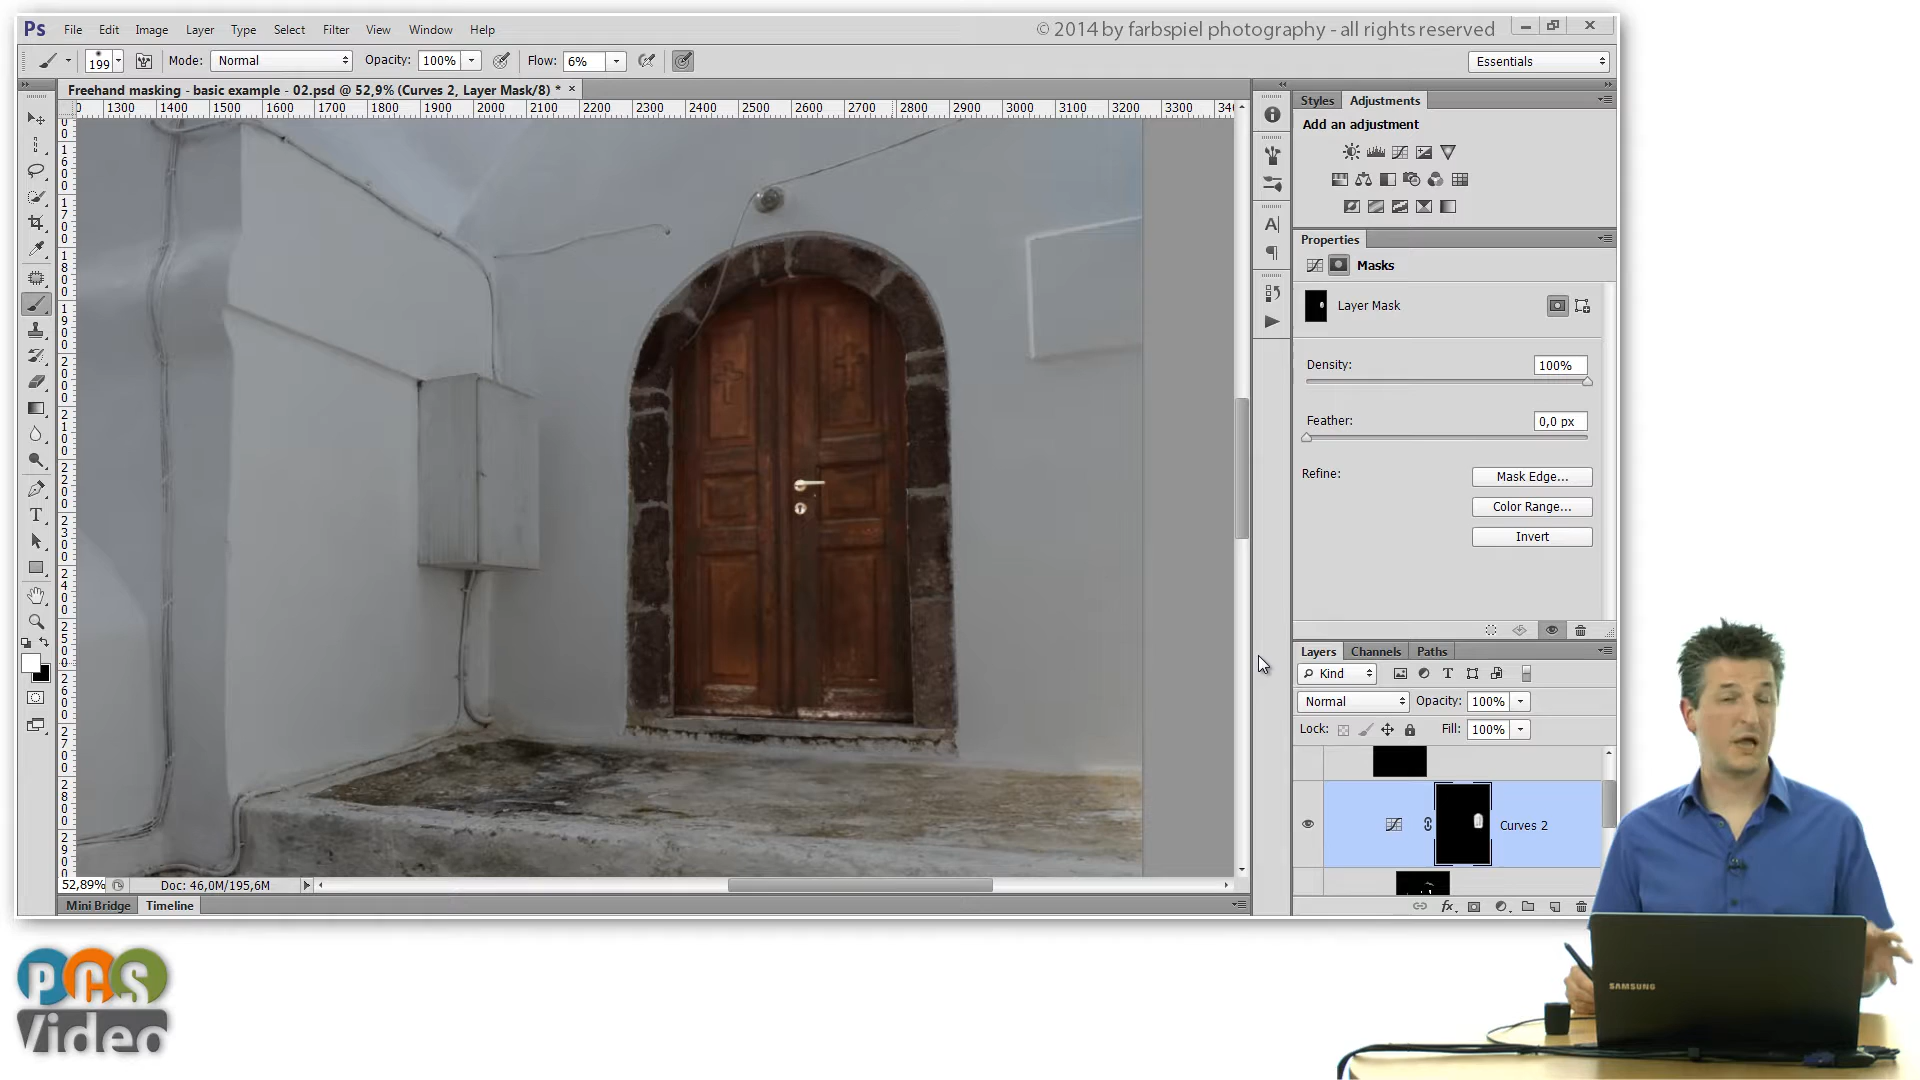 Ps File Edit Image Layer Type Select Filter View Window Help © 2014 by farbspiel photography - all rights reserved
199 Mode: Normal Opacity: 100% Flow: 6% Essentials
Freehand masking - basic example - 02.psd @ 52,9% (Curves 2, Layer Mask/8) * ×
1300 1400 1500 1600 1700 1800 1900 2000 2100 2200 2300 2400 2500 2600 2700 2800 2900 3000 3100 3200 3300
Styles Adjustments
Add an adjustment
Properties
Masks
Layer Mask
Density: 100%
Feather: 0,0 px
Refine: Mask Edge...
Color Range...
Invert
Layers Channels Paths
Kind
Normal Opacity: 100%
Lock: Fill: 100%
Curves 2
52,89% Doc: 46,0M/195,6M
Mini Bridge Timeline
PCS
Video
SAMSUNG